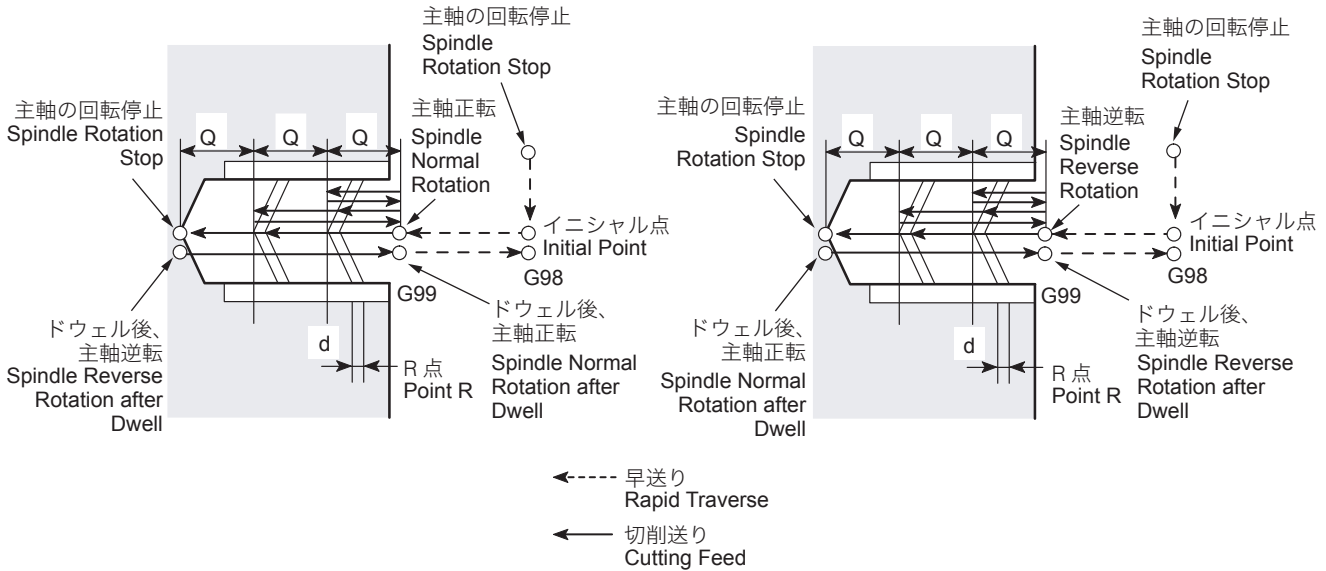 主軸の回転停止
Spindle
Rotation Stop
主軸の回転停止
Spindle Rotation
Stop
Q
Q
Q
主軸正転
Spindle
Normal
Rotation
イニシャル点
Initial Point
G98
G99
ドウェル後、
主軸逆転
Spindle Reverse
Rotation after
Dwell
d
R 点
Point R
ドウェル後、
主軸正転
Spindle Normal
Rotation after
Dwell
主軸の回転停止
Spindle
Rotation Stop
主軸の回転停止
Spindle
Rotation Stop
Q
Q
Q
主軸逆転
Spindle
Reverse
Rotation
イニシャル点
Initial Point
G98
G99
ドウェル後、
主軸正転
Spindle Normal
Rotation after
Dwell
d
R 点
Point R
ドウェル後、
主軸逆転
Spindle Reverse
Rotation after
Dwell
早送り
Rapid Traverse
切削送り
Cutting Feed